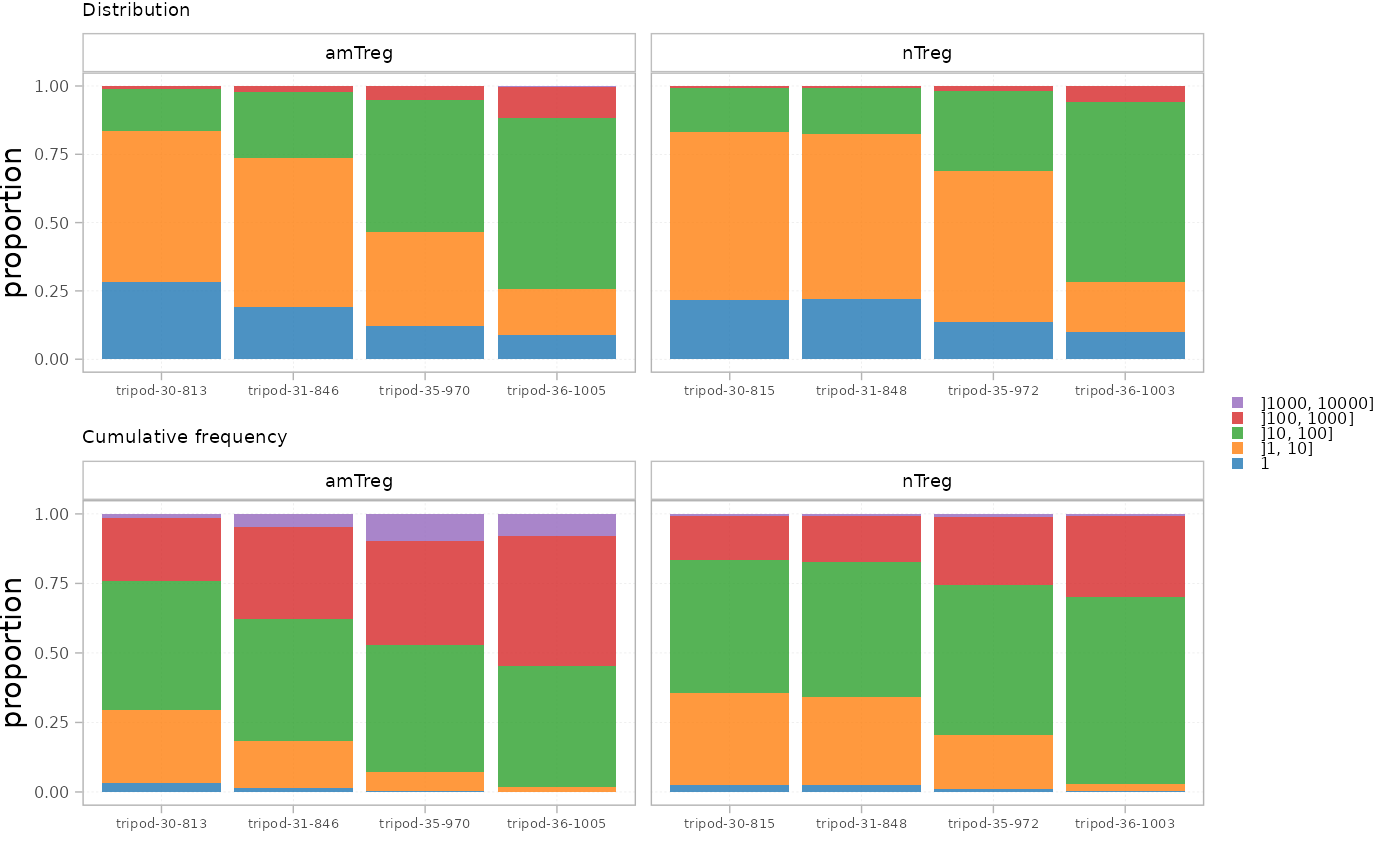 Distribution
amTreg
nTreg
proportion
1.00
0.75
0.50
0.25
0.00
tripod-30-813
tripod-31-846
tripod-35-970
tripod-36-1005
tripod-30-815
tripod-31-848
tripod-35-972
tripod-36-1003
]1000, 10000]
]100, 1000]
]10, 100]
]1, 10]
1
Cumulative frequency
amTreg
nTreg
proportion
1.00
0.75
0.50
0.25
0.00
tripod-30-813
tripod-31-846
tripod-35-970
tripod-36-1005
tripod-30-815
tripod-31-848
tripod-35-972
tripod-36-1003